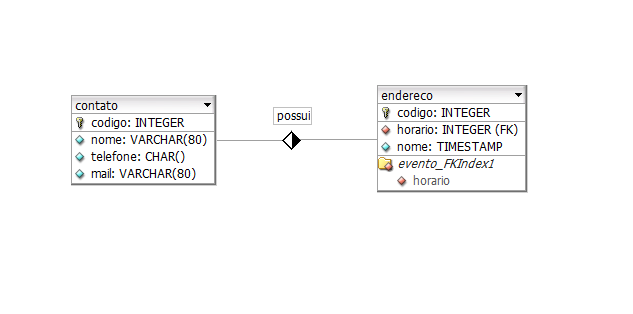 contato
codigo: INTEGER
nome: VARCHAR(80)
telefone: CHAR()
mail: VARCHAR(80)
possui
endereco
codigo: INTEGER
horario: INTEGER (FK)
nome: TIMESTAMP
evento_FKIndex1
horario